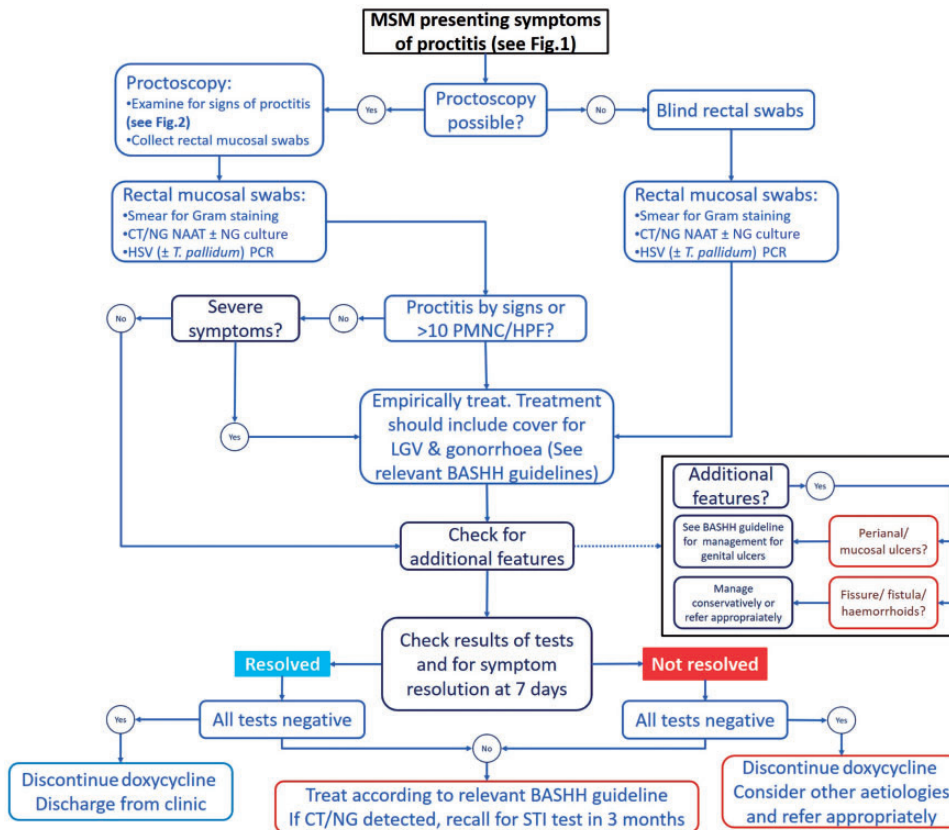 MSM presenting symptoms
of proctitis (see Fig.1)
Proctoscopy:
•Examine for signs of proctitis
(see Fig.2)
•Collect rectal mucosal swabs
Yes
Proctoscopy
possible?
No
Blind rectal swabs
Rectal mucosal swabs:
•Smear for Gram staining
•CT/NG NAAT ± NG culture
•HSV (± T. pallidum) PCR
Rectal mucosal swabs:
•Smear for Gram staining
•CT/NG NAAT ± NG culture
•HSV (± T. pallidum) PCR
No
Severe
symptoms?
No
Proctitis by signs or
>10 PMNC/HPF?
Yes
Empirically treat. Treatment
should include cover for
LGV & gonorrhoea (See
relevant BASHH guidelines)
Additional
features?
Yes
See BASHH guideline
for management for
genital ulcers
Perianal/
mucosal ulcers?
Manage
conservatively or
refer appropraiately
Fissure/ fistula/
haemorrhoids?
Check for
additional features
Check results of tests
and for symptom
resolution at 7 days
Resolved
Not resolved
Yes
All tests negative
No
All tests negative
Yes
Discontinue doxycycline
Discharge from clinic
Treat according to relevant BASHH guideline
If CT/NG detected, recall for STI test in 3 months
Discontinue doxycycline
Consider other aetiologies
and refer appropriately